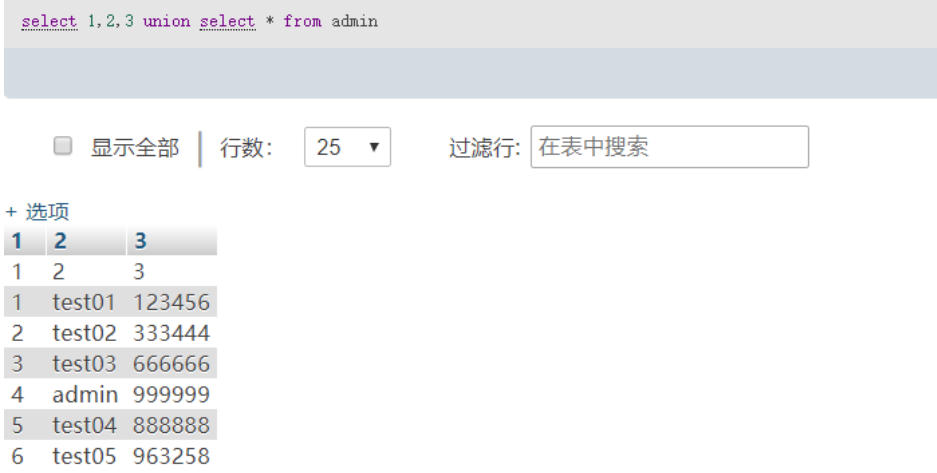 select 1,2,3 union select * from admin
显示全部 行数： 25 过滤行: 在表中搜索
+ 选项
1 2 3
1 2 3
1 test01 123456
2 test02 333444
3 test03 666666
4 admin 999999
5 test04 888888
6 test05 963258